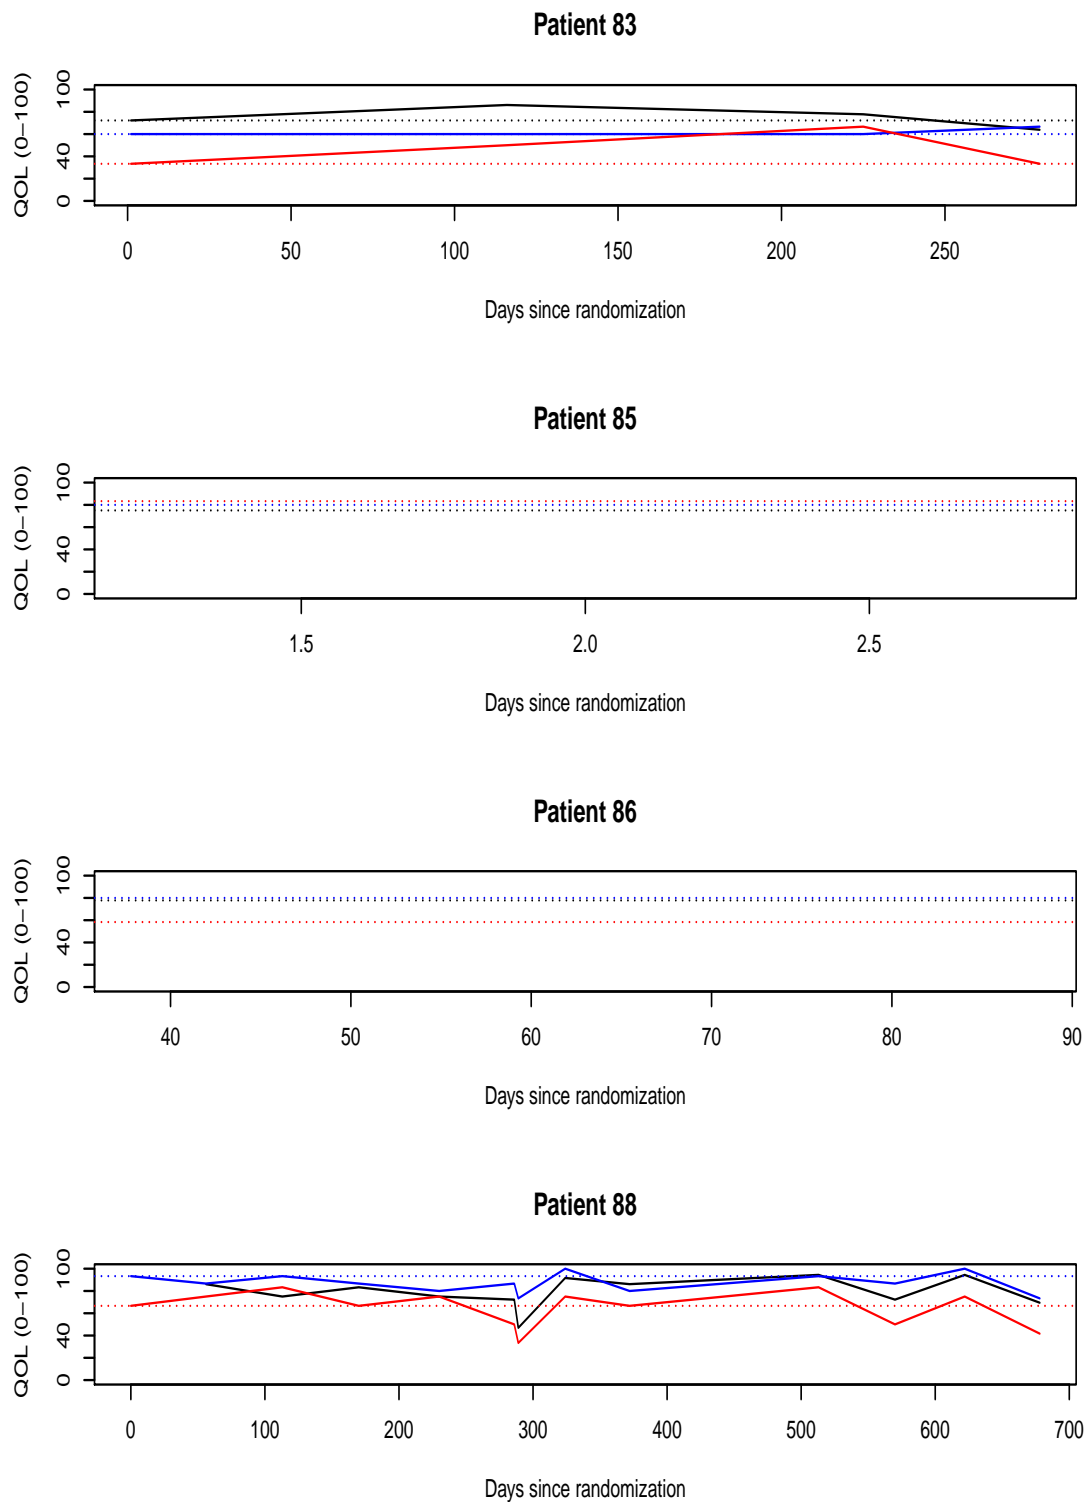 Patient 83
QOL (0–100)
0 40 100
0 50 100 150 200 250
Days since randomization
Patient 85
QOL (0–100)
0 40 100
1.5 2.0 2.5
Days since randomization
Patient 86
QOL (0–100)
0 40 100
40 50 60 70 80 90
Days since randomization
Patient 88
QOL (0–100)
0 40 100
0 100 200 300 400 500 600 700
Days since randomization